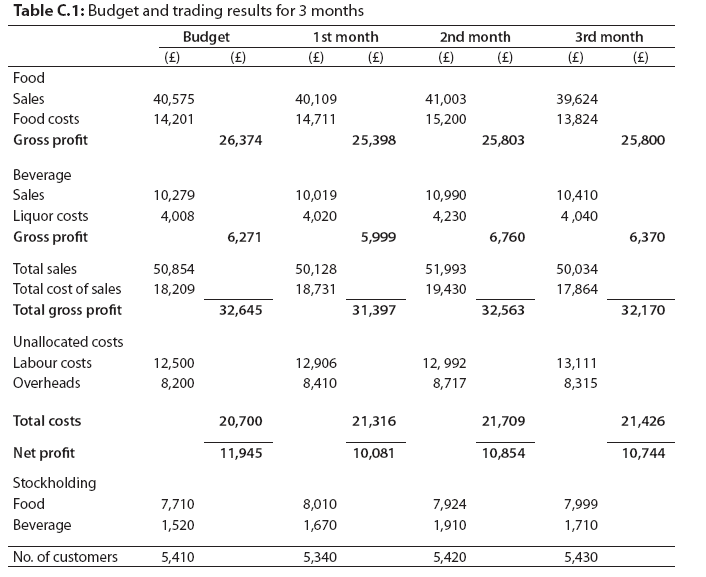 Table C.1: Budget and trading results for 3 months
Budget 1st month 2nd month 3rd month
(£) (£) (£) (£) (£) (£) (£) (£)
Food
Sales 40,575 40,109 41,003 39,624
Food costs 14,201 14,711 15,200 13,824
Gross profit 26,374 25,398 25,803 25,800
Beverage
Sales 10,279 10,019 10,990 10,410
Liquor costs 4,008 4,020 4,230 4,040
Gross profit 6,271 5,999 6,760 6,370
Total sales 50,854 50,128 51,993 50,034
Total cost of sales 18,209 18,731 19,430 17,864
Total gross profit 32,645 31,397 32,563 32,170
Unallocated costs
Labour costs 12,500 12,906 12, 992 13,111
Overheads 8,200 8,410 8,717 8,315
Total costs 20,700 21,316 21,709 21,426
Net profit 11,945 10,081 10,854 10,744
Stockholding
Food 7,710 8,010 7,924 7,999
Beverage 1,520 1,670 1,910 1,710
No. of customers 5,410 5,340 5,420 5,430